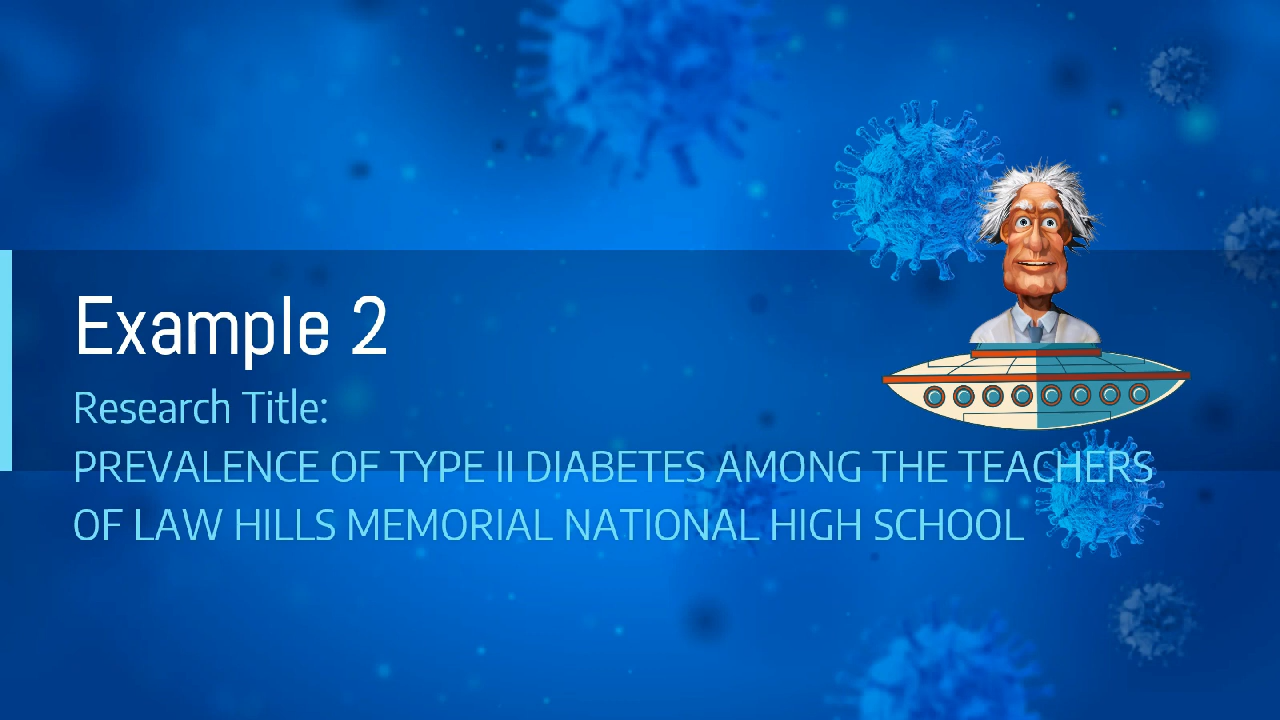 Example 2
Research Title:
PREVALENCE OF TYPE II DIABETES AMONG THE TEACHERS
OF LAW HILLS MEMORIAL NATIONAL HIGH SCHOOL